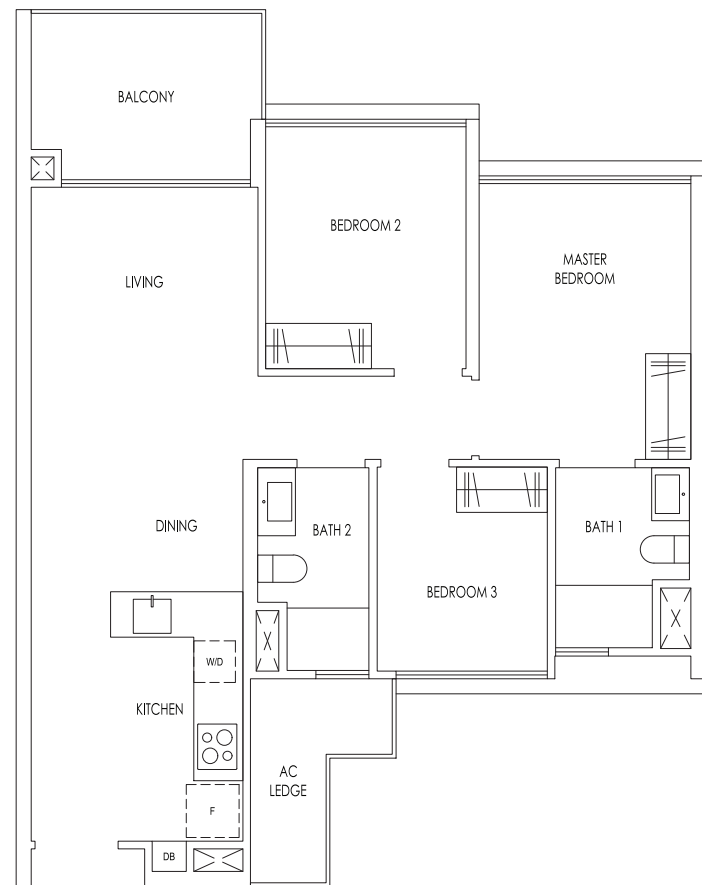 BALCONY
BEDROOM 2
MASTER
BEDROOM
LIVING
DINING
BATH 2
BATH 1
BEDROOM 3
W/D
KITCHEN
AC
LEDGE
F
DB